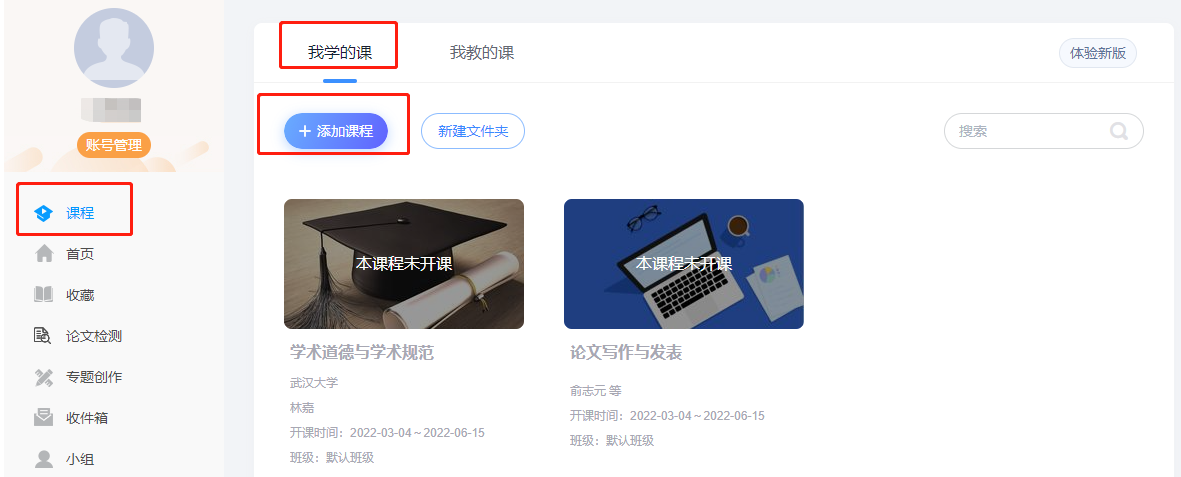 账号管理
课程
首页
收藏
论文检测
专题创作
收件箱
小组
我学的课
我教的课
体验新版
+ 添加课程
新建文件夹
搜索
本课程未开课
学术道德与学术规范
武汉大学
林嘉
开课时间：2022-03-04～2022-06-15
班级：默认班级
本课程未开课
论文写作与发表
俞志元 等
开课时间：2022-03-04～2022-06-15
班级：默认班级